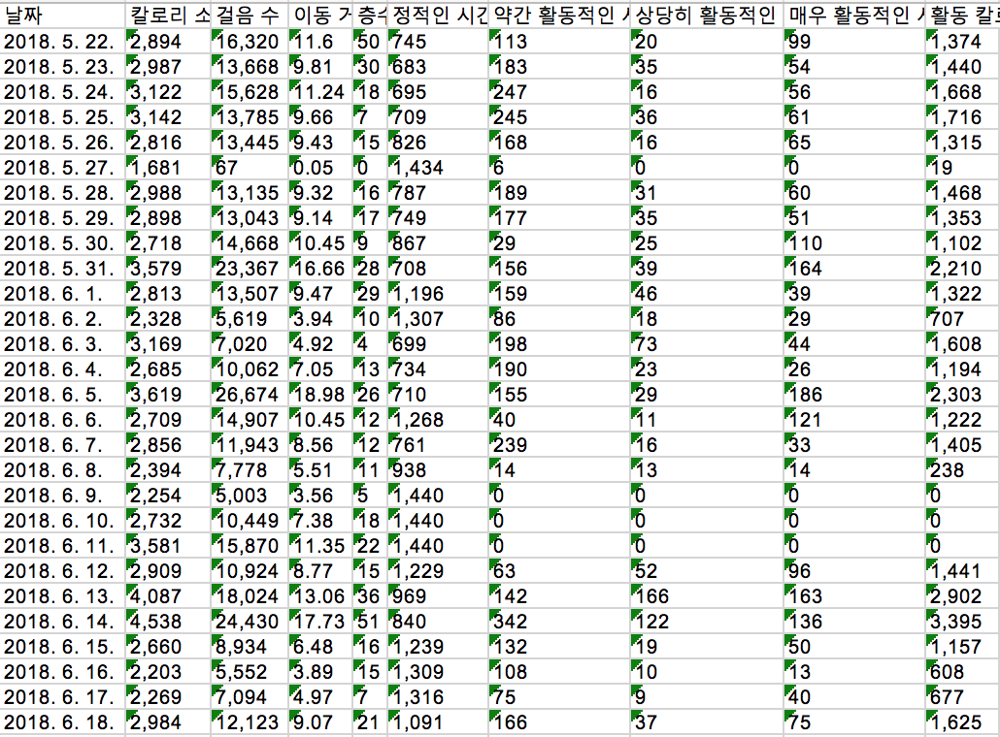 날짜 칼로리 소 걸음 수 이동 거 층수 정적인 시간 약간 활동적인 시 상당히 활동적인 매우 활동적인 시 활동 칼로
2018. 5. 22. 2,894 16,320 11.6 50 745 113 20 99 1,374
2018. 5. 23. 2,987 13,668 9.81 30 683 183 35 54 1,440
2018. 5. 24. 3,122 15,628 11.24 18 695 247 16 56 1,668
2018. 5. 25. 3,142 13,785 9.66 7 709 245 36 61 1,716
2018. 5. 26. 2,816 13,445 9.43 15 826 168 16 65 1,315
2018. 5. 27. 1,681 67 0.05 0 1,434 6 0 0 19
2018. 5. 28. 2,988 13,135 9.32 16 787 189 31 60 1,468
2018. 5. 29. 2,898 13,043 9.14 17 749 177 35 51 1,353
2018. 5. 30. 2,718 14,668 10.45 9 867 29 25 110 1,102
2018. 5. 31. 3,579 23,367 16.66 28 708 156 39 164 2,210
2018. 6. 1. 2,813 13,507 9.47 29 1,196 159 46 39 1,322
2018. 6. 2. 2,328 5,619 3.94 10 1,307 86 18 29 707
2018. 6. 3. 3,169 7,020 4.92 4 699 198 73 44 1,608
2018. 6. 4. 2,685 10,062 7.05 13 734 190 23 26 1,194
2018. 6. 5. 3,619 26,674 18.98 26 710 155 29 186 2,303
2018. 6. 6. 2,709 14,907 10.45 12 1,268 40 11 121 1,222
2018. 6. 7. 2,856 11,943 8.56 12 761 239 16 33 1,405
2018. 6. 8. 2,394 7,778 5.51 11 938 14 13 14 238
2018. 6. 9. 2,254 5,003 3.56 5 1,440 0 0 0 0
2018. 6. 10. 2,732 10,449 7.38 18 1,440 0 0 0 0
2018. 6. 11. 3,581 15,870 11.35 22 1,440 0 0 0 0
2018. 6. 12. 2,909 10,924 8.77 15 1,229 63 52 96 1,441
2018. 6. 13. 4,087 18,024 13.06 36 969 142 166 163 2,902
2018. 6. 14. 4,538 24,430 17.73 51 840 342 122 136 3,395
2018. 6. 15. 2,660 8,934 6.48 16 1,239 132 19 50 1,157
2018. 6. 16. 2,203 5,552 3.89 15 1,309 108 10 13 608
2018. 6. 17. 2,269 7,094 4.97 7 1,316 75 9 40 677
2018. 6. 18. 2,984 12,123 9.07 21 1,091 166 37 75 1,625